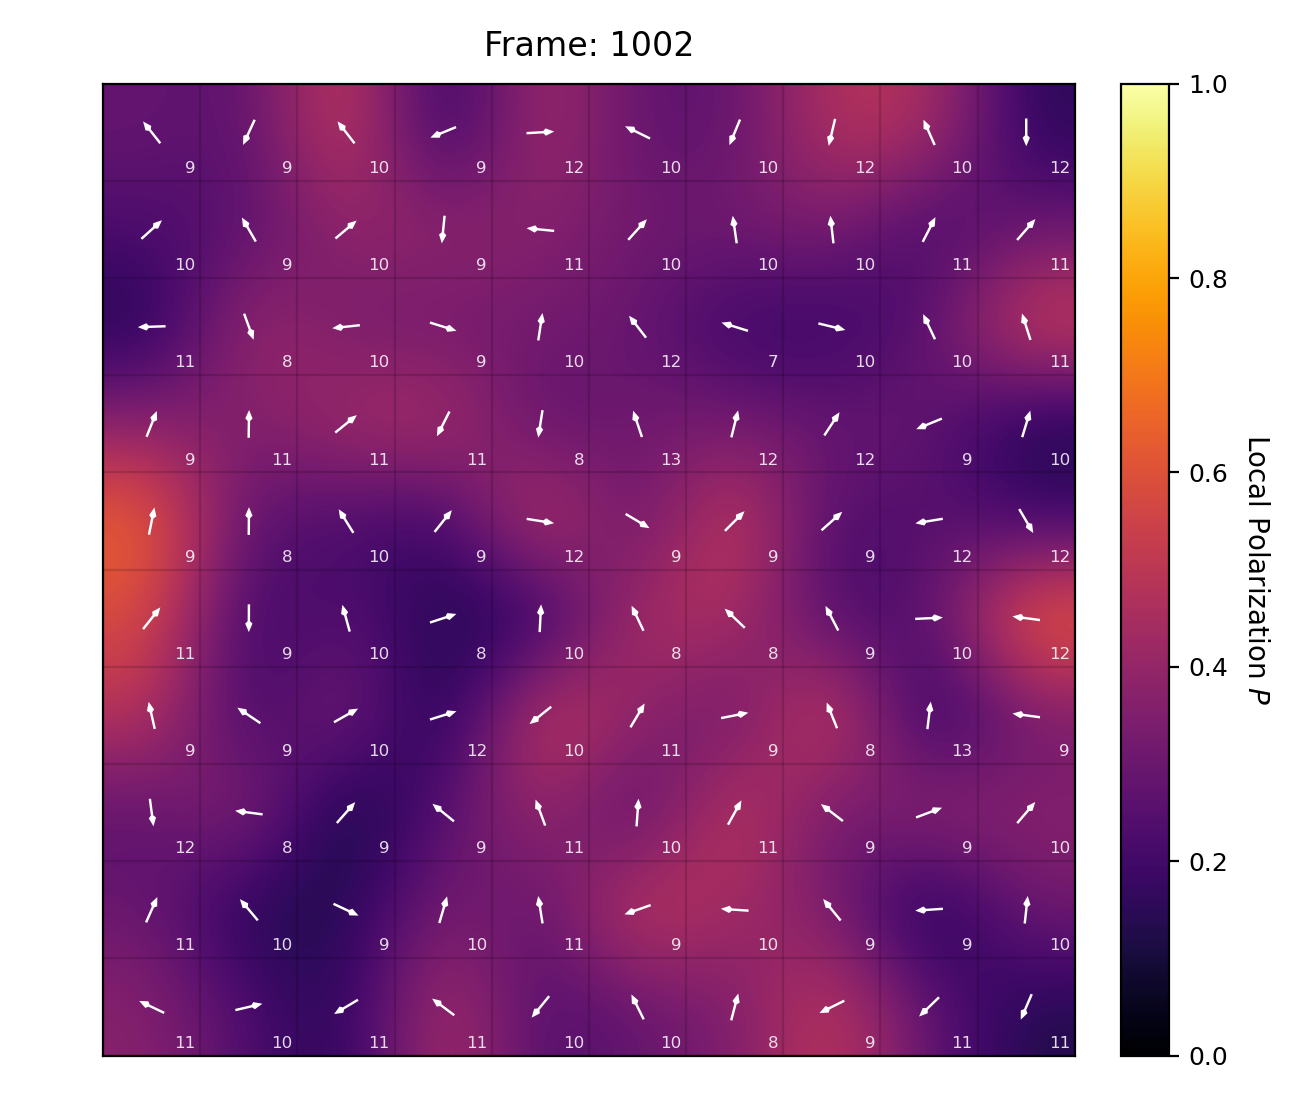 Frame: 1002
9 9 10 9 12 10 10 12 10 12
10 9 10 9 11 10 10 10 11 11
11 8 10 9 10 12 7 10 10 11
9 11 11 11 8 13 12 12 9 10
9 8 10 9 12 9 9 9 12 12
11 9 10 8 10 8 8 9 10 12
9 9 10 12 10 11 9 8 13 9
12 8 9 9 11 10 11 9 9 10
11 10 9 10 11 9 10 9 9 10
11 10 11 11 10 10 8 9 11 11
1.0
0.8
0.6
0.4
0.2
0.0
Local Polarization P